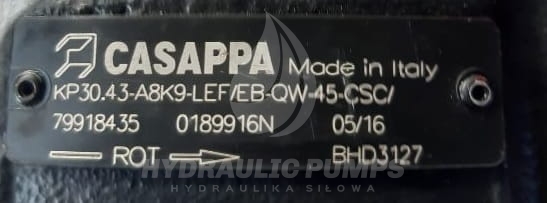 CASAPPA Made in Italy
KP30.43-A8K9-LEF/EB-QW-45-CSC/
79918435 0189916N 05/16
ROT BHD3127
HYDRAULIC PUMPS
HYDRAULIKA SIŁOWA